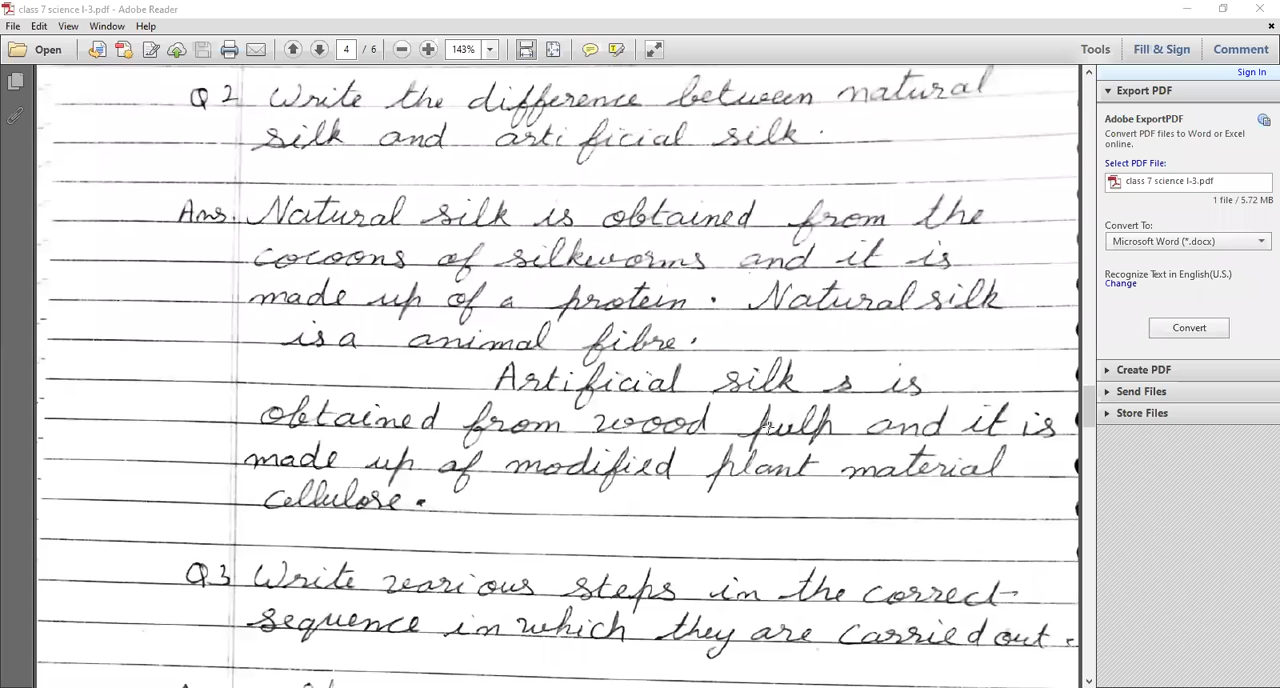 class 7 science I-3.pdf - Adobe Reader
File Edit View Window Help
Open 4 / 6 143% Tools Fill & Sign Comment
Sign In
Export PDF
Adobe ExportPDF
Convert PDF files to Word or Excel
online.
Select PDF File:
class 7 science I-3.pdf
1 file / 5.72 MB
Convert To:
Microsoft Word (*.docx)
Recognize Text in English(U.S.)
Change
Convert
Create PDF
Send Files
Store Files
Q 2 Write the difference between natural
silk and artificial silk.
Ans. Natural silk is obtained from the
cocoons of silkworms and it is
made up of a protein. Natural silk
is a animal fibre.
Artificial silk s is
obtained from wood pulp and it is
made up of modified plant material
cellulose.
Q3 Write various steps in the correct
sequence in which they are carried out.